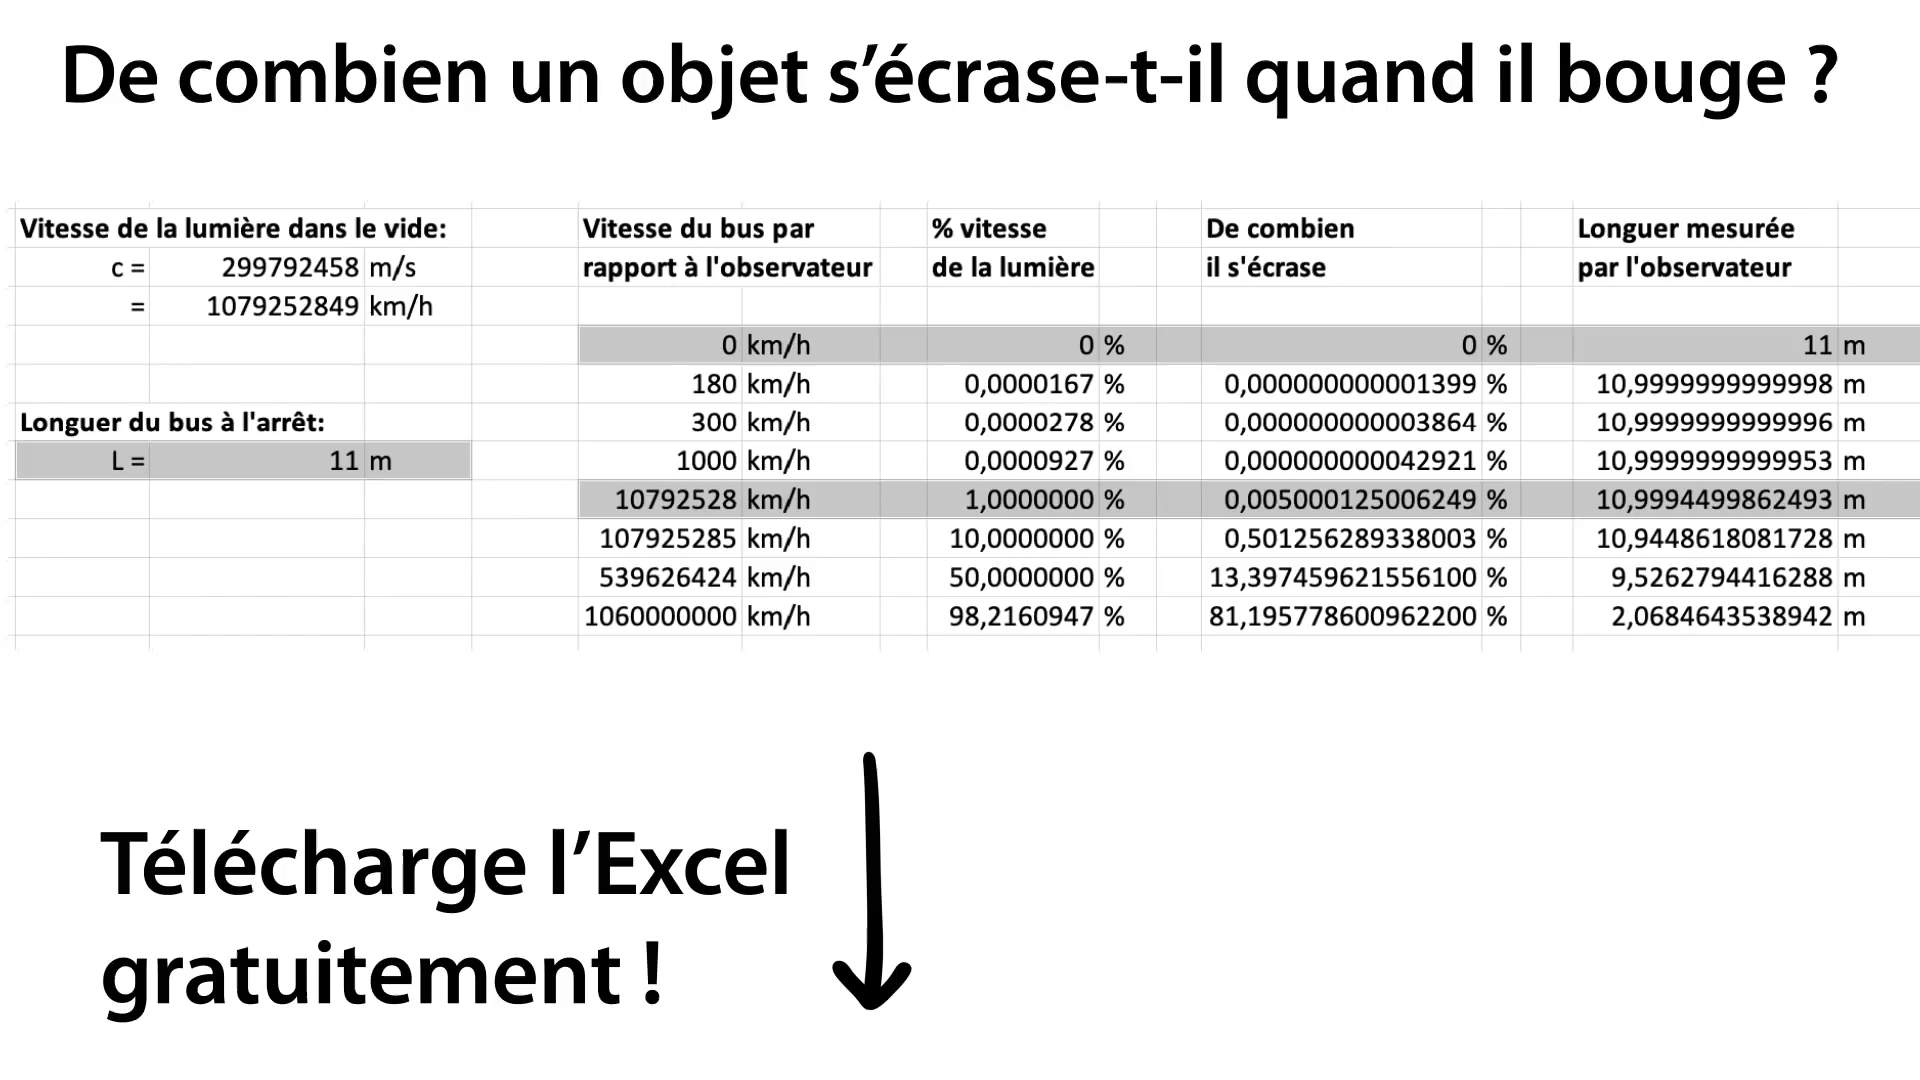 De combien un objet s’écrase-t-il quand il bouge ?
Vitesse de la lumière dans le vide: Vitesse du bus par % vitesse De combien Longuer mesurée
c = 299792458 m/s rapport à l'observateur de la lumière il s'écrase par l'observateur
= 1079252849 km/h
0 km/h 0 % 0 % 11 m
180 km/h 0,0000167 % 0,000000000001399 % 10,9999999999998 m
Longuer du bus à l'arrêt: 300 km/h 0,0000278 % 0,000000000003864 % 10,9999999999996 m
L = 11 m 1000 km/h 0,0000927 % 0,000000000042921 % 10,9999999999953 m
10792528 km/h 1,0000000 % 0,005000125006249 % 10,9994499862493 m
107925285 km/h 10,0000000 % 0,501256289338003 % 10,9448618081728 m
539626424 km/h 50,0000000 % 13,397459621556100 % 9,5262794416288 m
1060000000 km/h 98,2160947 % 81,195778600962200 % 2,0684643538942 m
Télécharge l’Excel
gratuitement !